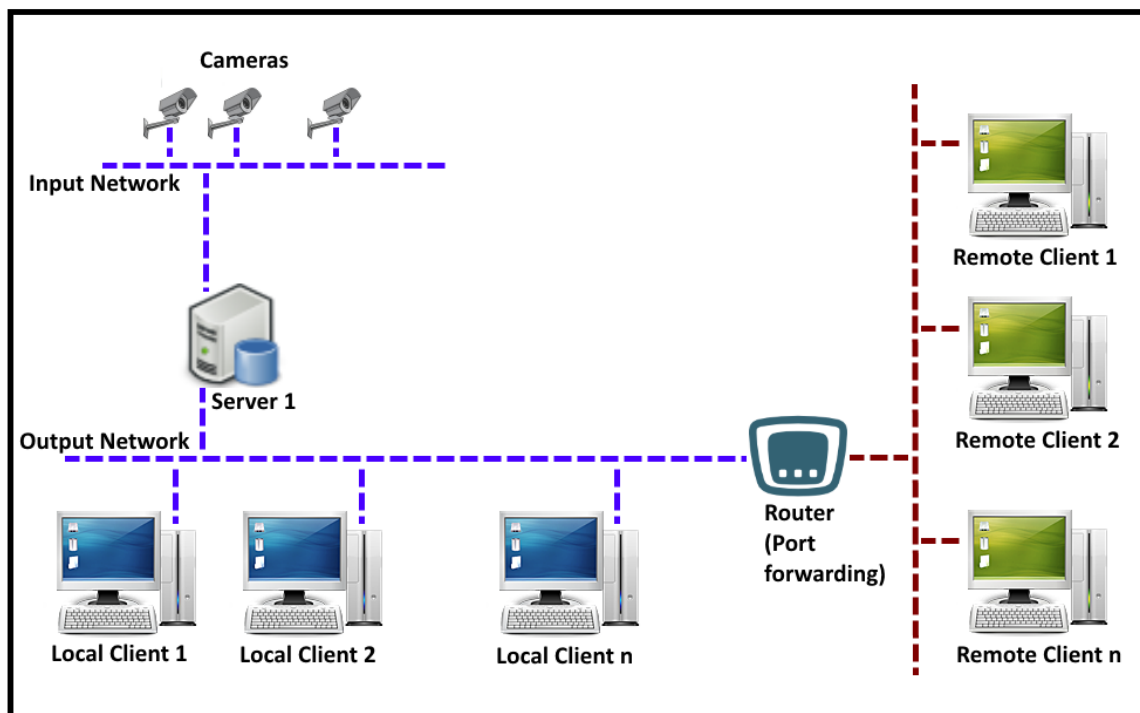 Cameras
Input Network
Server 1
Output Network
Local Client 1
Local Client 2
Local Client n
Router
(Port
forwarding)
Remote Client 1
Remote Client 2
Remote Client n